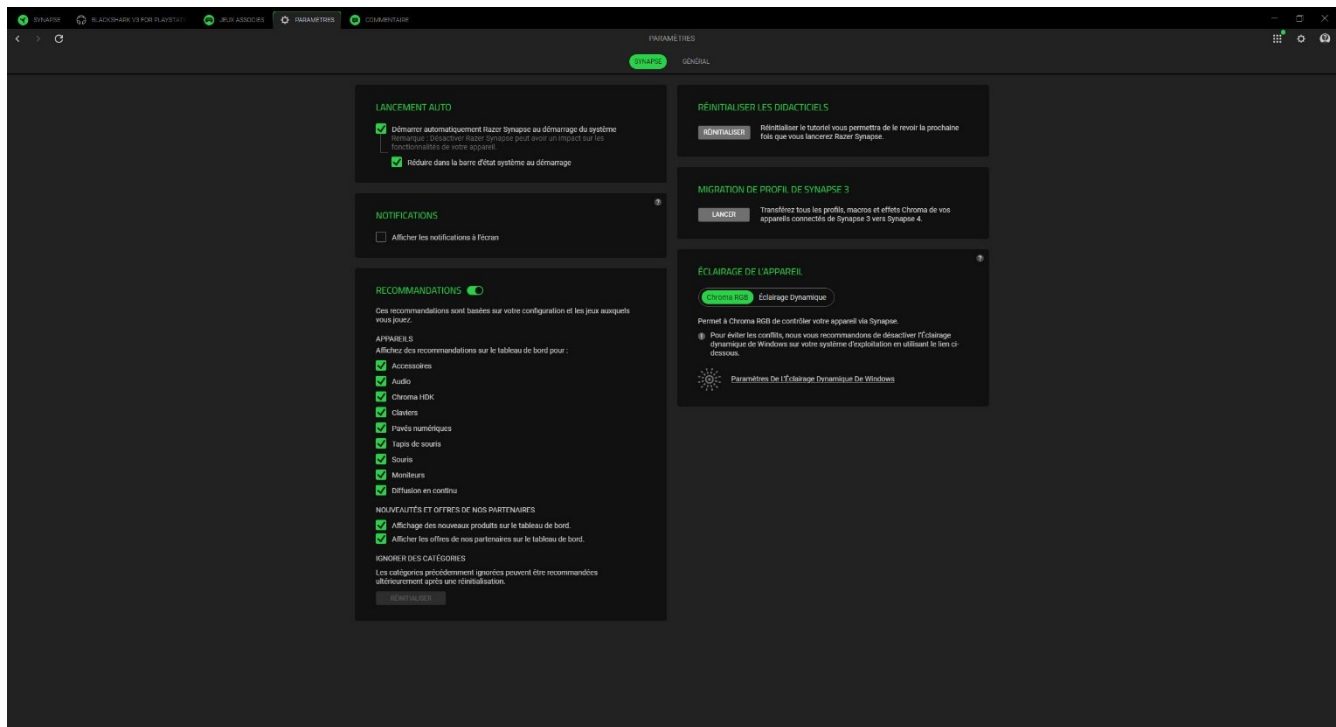 SYNAPSE
BLACKSHARK V3 FOR PLAYSTATI
JEUX ASSOCIÉS
PARAMÈTRES
COMMENTAIRE
PARAMÈTRES
SYNAPSE
GÉNÉRAL
LANCEMENT AUTO
Démarrer automatiquement Razer Synapse au démarrage du système
Remarque : Désactiver Razer Synapse peut avoir un impact sur les
fonctionnalités de votre appareil.
Réduire dans la barre d'état système au démarrage
NOTIFICATIONS
Afficher les notifications à l'écran
RECOMMANDATIONS
Ces recommandations sont basées sur votre configuration et les jeux auxquels
vous jouez.
APPAREILS
Affichez des recommandations sur le tableau de bord pour :
Accessoires
Audio
Chroma HDK
Claviers
Pavés numériques
Tapis de souris
Souris
Moniteurs
Diffusion en continu
NOUVEAUTÉS ET OFFRES DE NOS PARTENAIRES
Affichage des nouveaux produits sur le tableau de bord.
Afficher les offres de nos partenaires sur le tableau de bord.
IGNORER DES CATÉGORIES
Les catégories précédemment ignorées peuvent être recommandées
ultérieurement après une réinitialisation.
RÉINITIALISER
RÉINITIALISER LES DIDACTICIELS
RÉINITIALISER
Réinitialiser le tutoriel vous permettra de le revoir la prochaine
fois que vous lancerez Razer Synapse.
MIGRATION DE PROFIL DE SYNAPSE 3
LANCER
Transférez tous les profils, macros et effets Chroma de vos
appareils connectés de Synapse 3 vers Synapse 4.
ÉCLAIRAGE DE L'APPAREIL
Chroma RGB
Éclairage Dynamique
Permet à Chroma RGB de contrôler votre appareil via Synapse.
Pour éviter les conflits, nous vous recommandons de désactiver l'Éclairage
dynamique de Windows sur votre système d'exploitation en utilisant le lien ci-
dessous.
Paramètres De L'Éclairage Dynamique De Windows